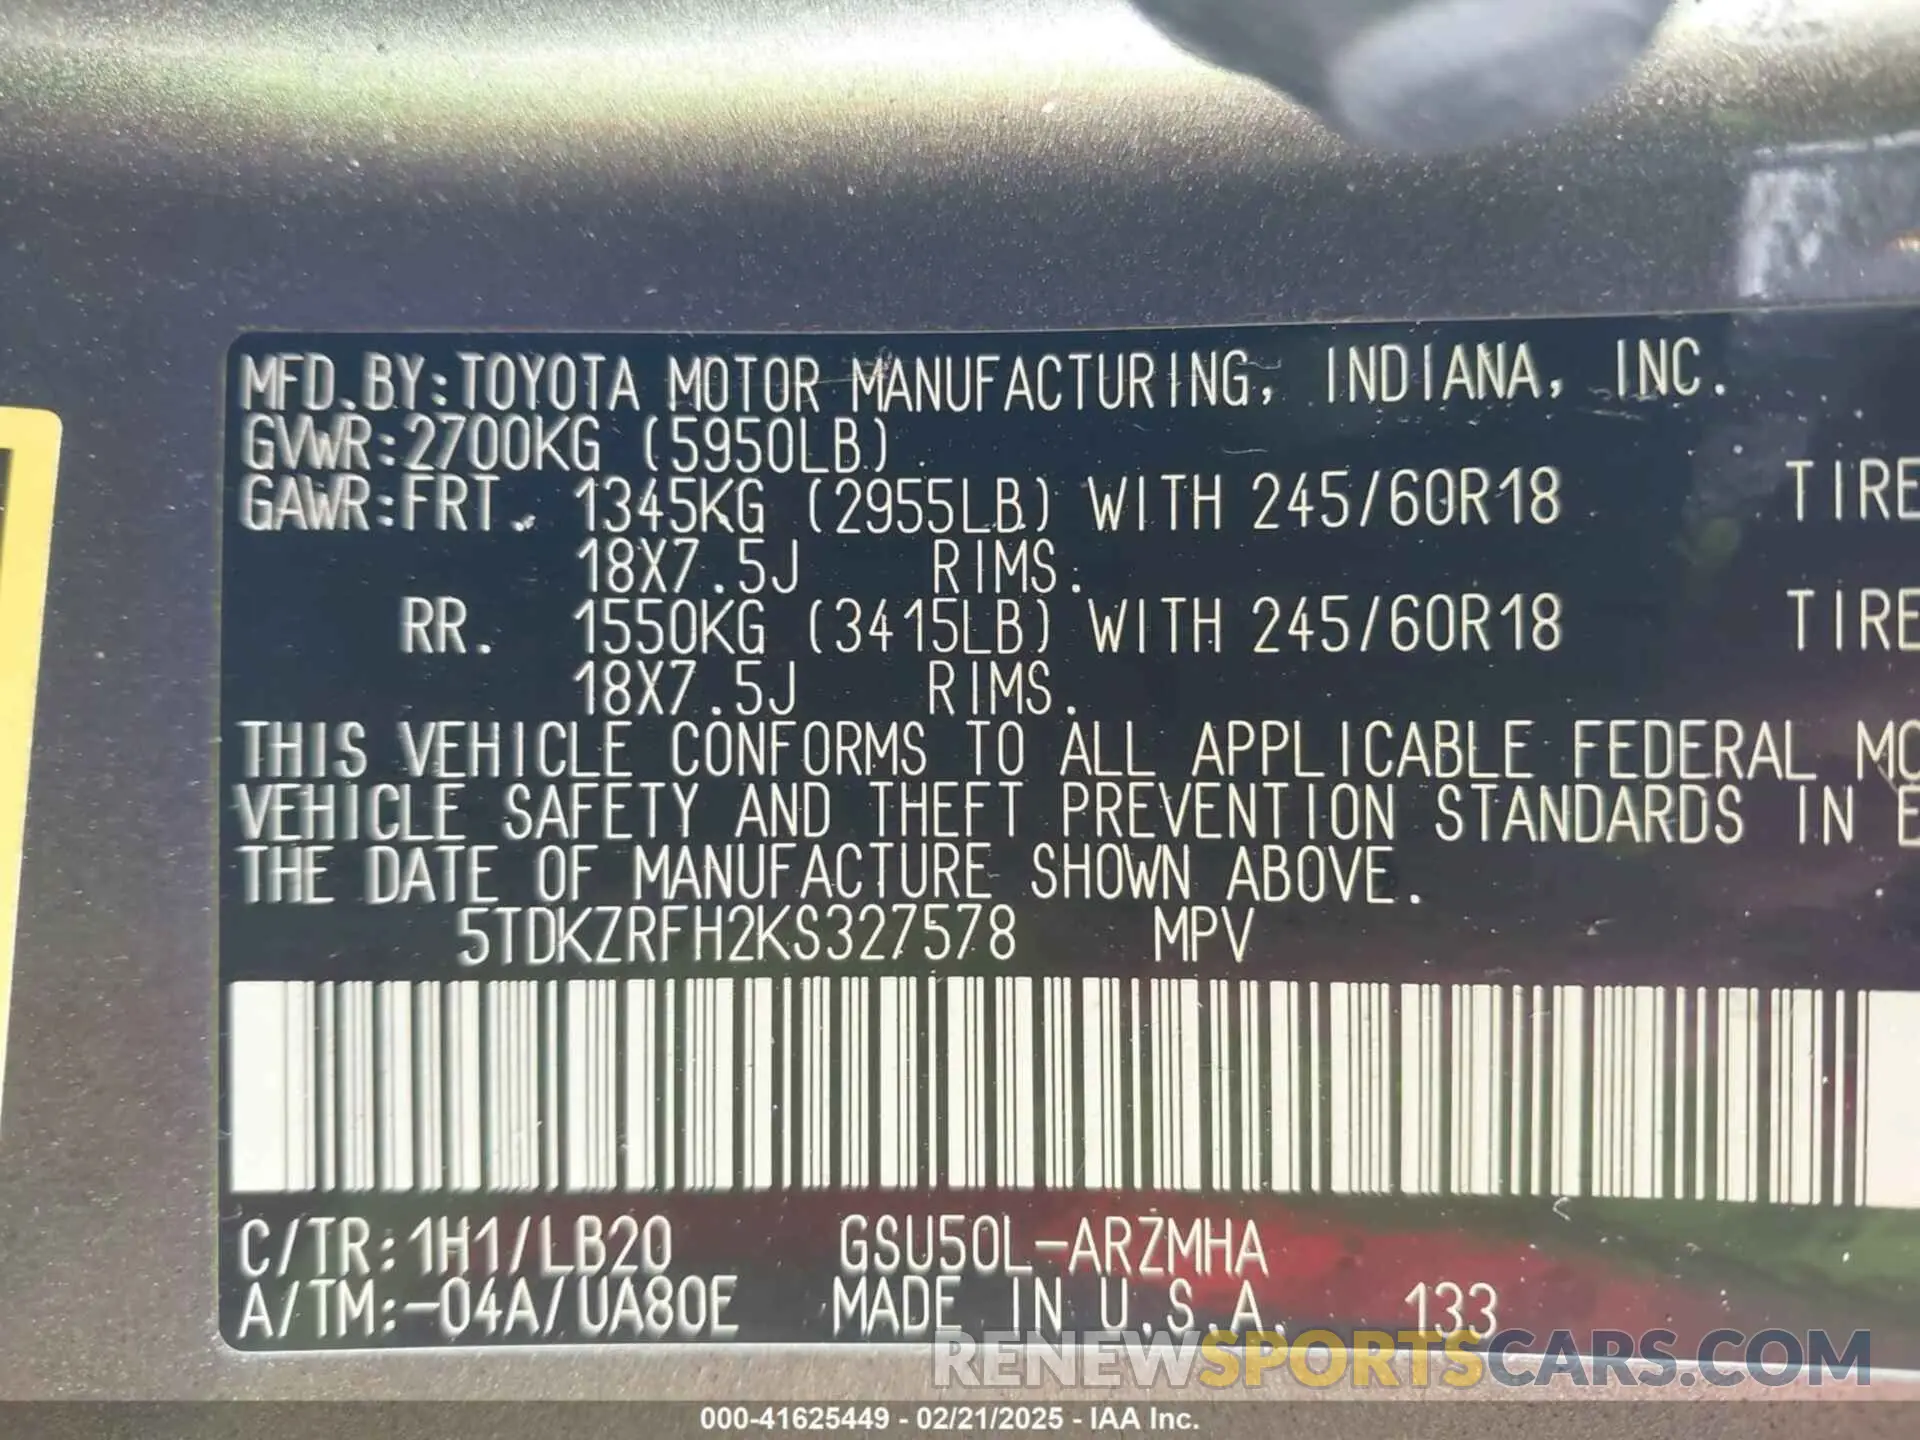 MFD.BY:TOYOTA MOTOR MANUFACTURING, INDIANA, INC.
GVWR:2700KG (5950LB)
GAWR:FRT. 1345KG (2955LB) WITH 245/60R18 TIRE
18X7.5J RIMS.
RR. 1550KG (3415LB) WITH 245/60R18 TIRE
18X7.5J RIMS.
THIS VEHICLE CONFORMS TO ALL APPLICABLE FEDERAL MO
VEHICLE SAFETY AND THEFT PREVENTION STANDARDS IN E
THE DATE OF MANUFACTURE SHOWN ABOVE.
5TDKZRFH2KS327578 MPV
C/TR:1H1/LB20 GSU50L-ARZMHA
A/TM:-04A/UA80E MADE IN U.S.A. 133
RENEWSPORTSCARS.COM
000-41625449 - 02/21/2025 - IAA Inc.